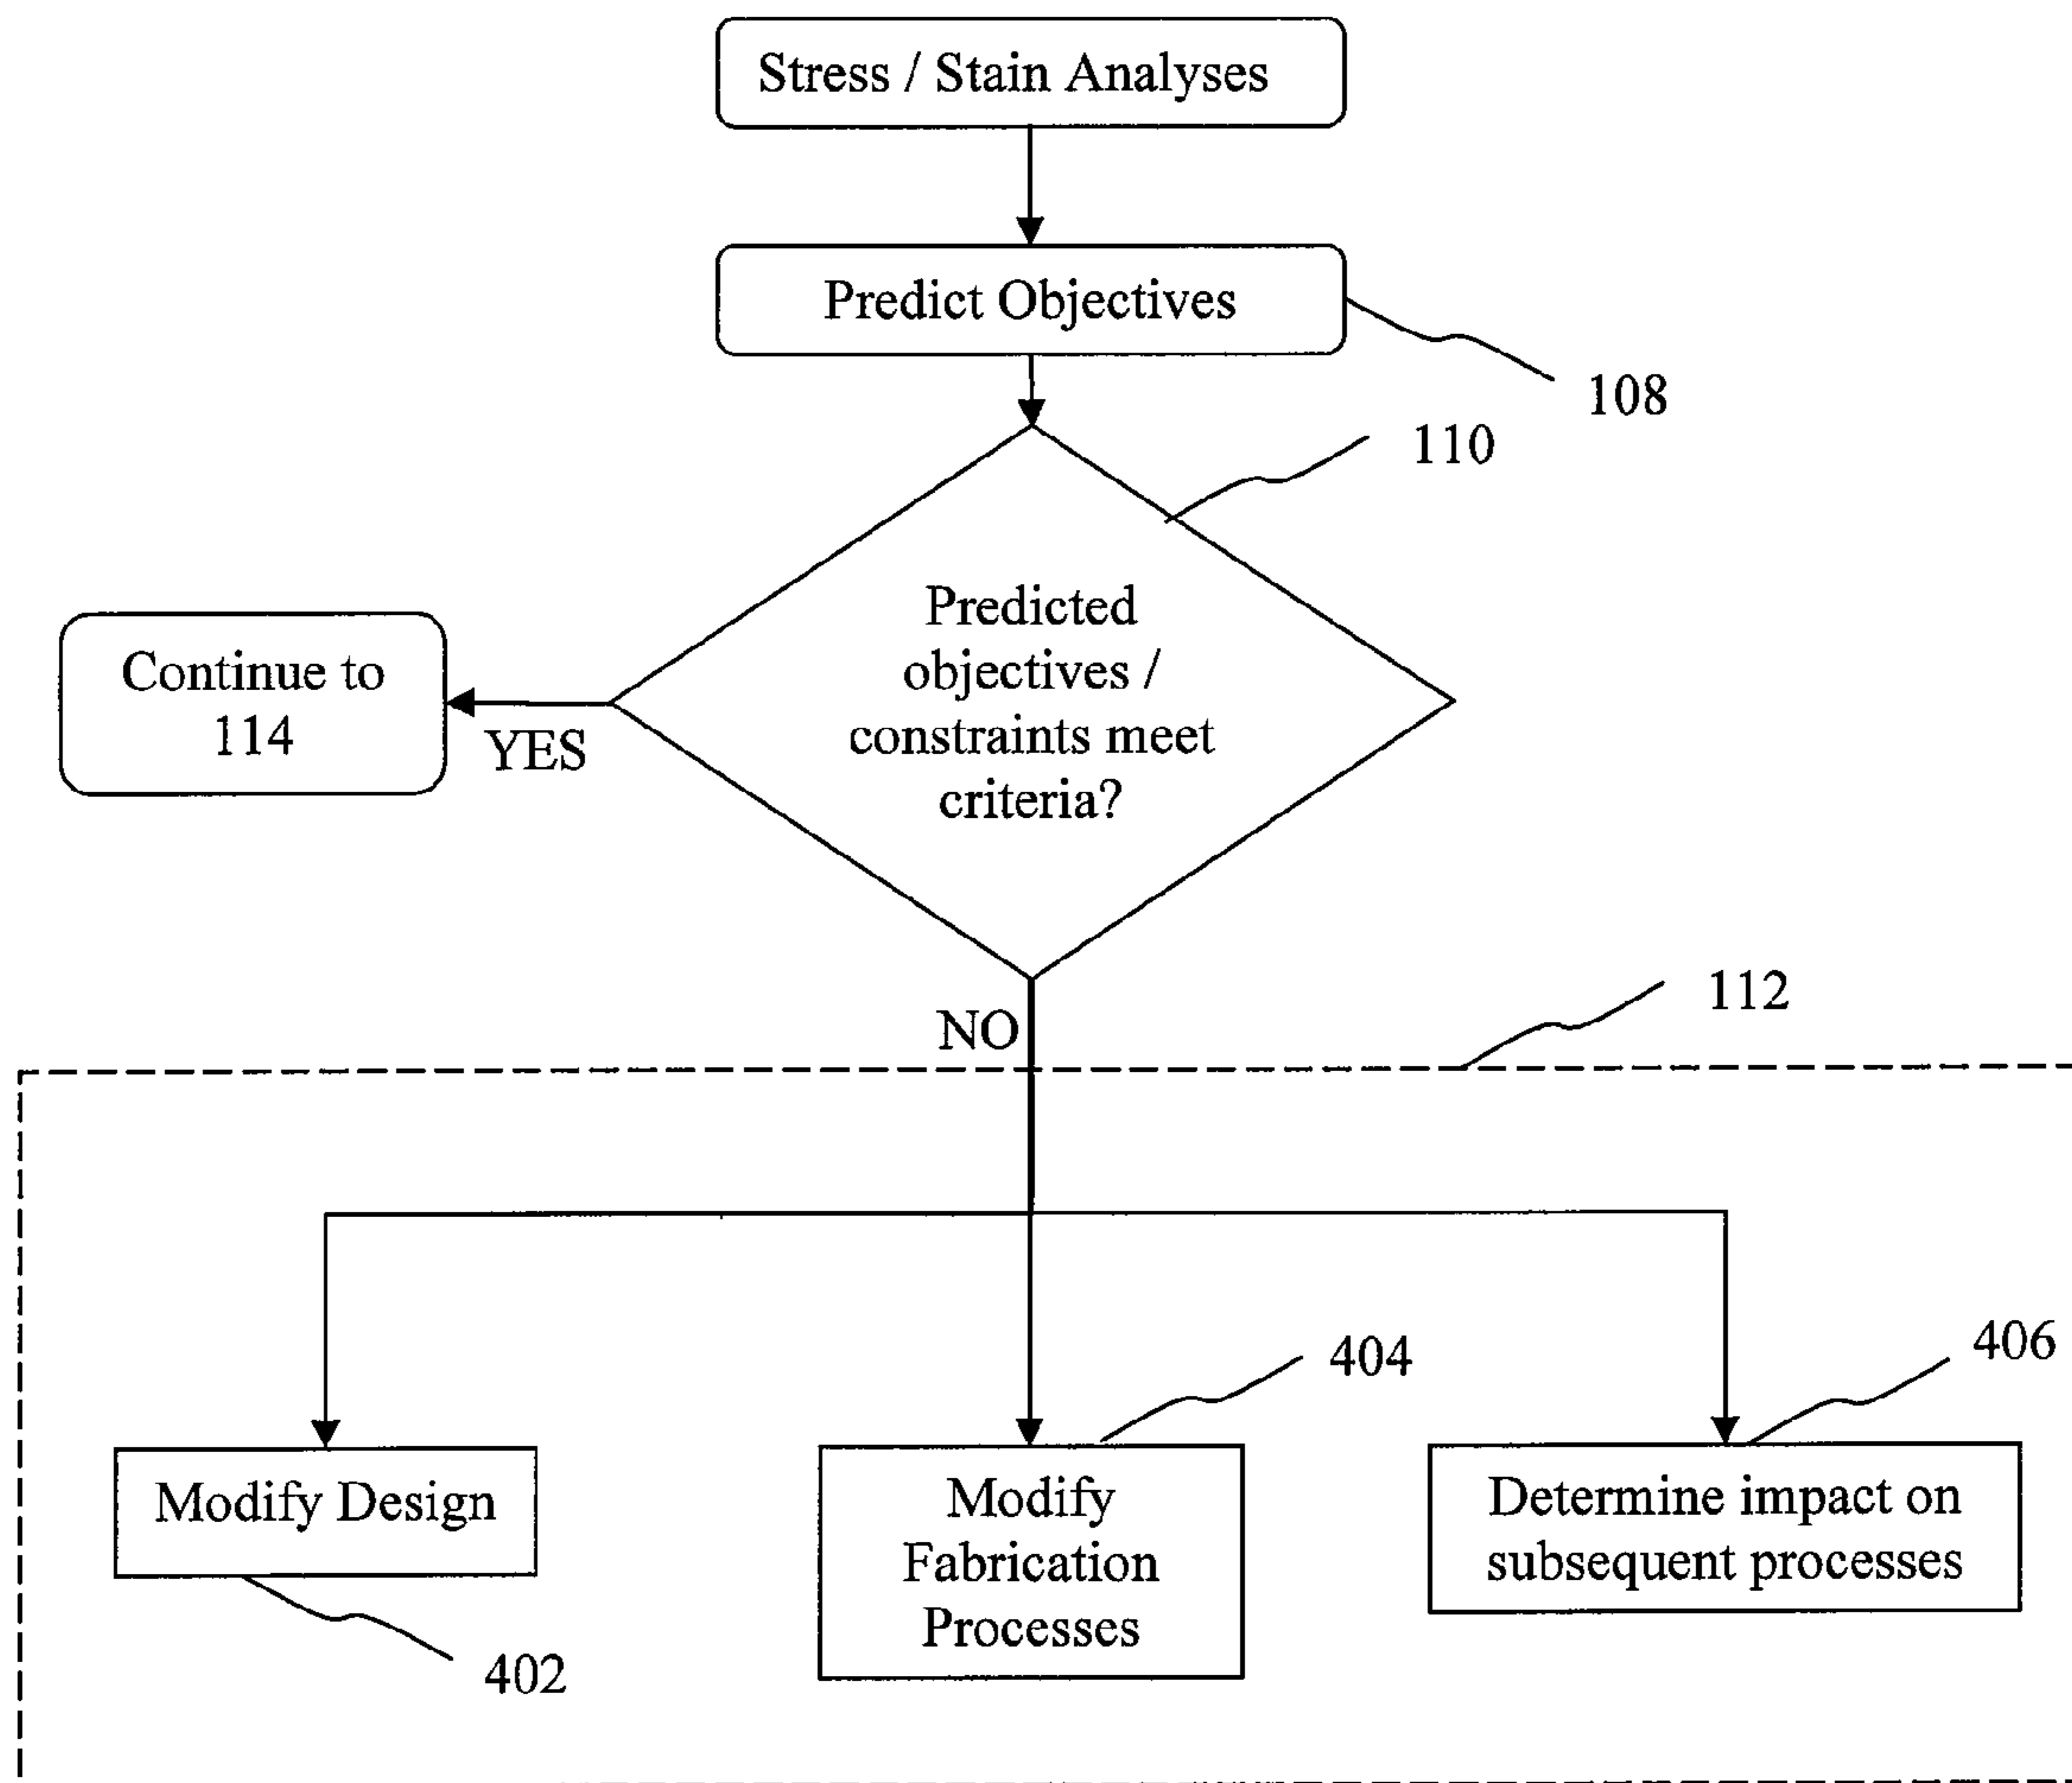 Stress / Stain Analyses
Predict Objectives
108
110
Predicted
objectives /
constraints meet
criteria?
Continue to
114
YES
NO
112
404
406
Modify Design
Modify
Fabrication
Processes
Determine impact on
subsequent processes
402